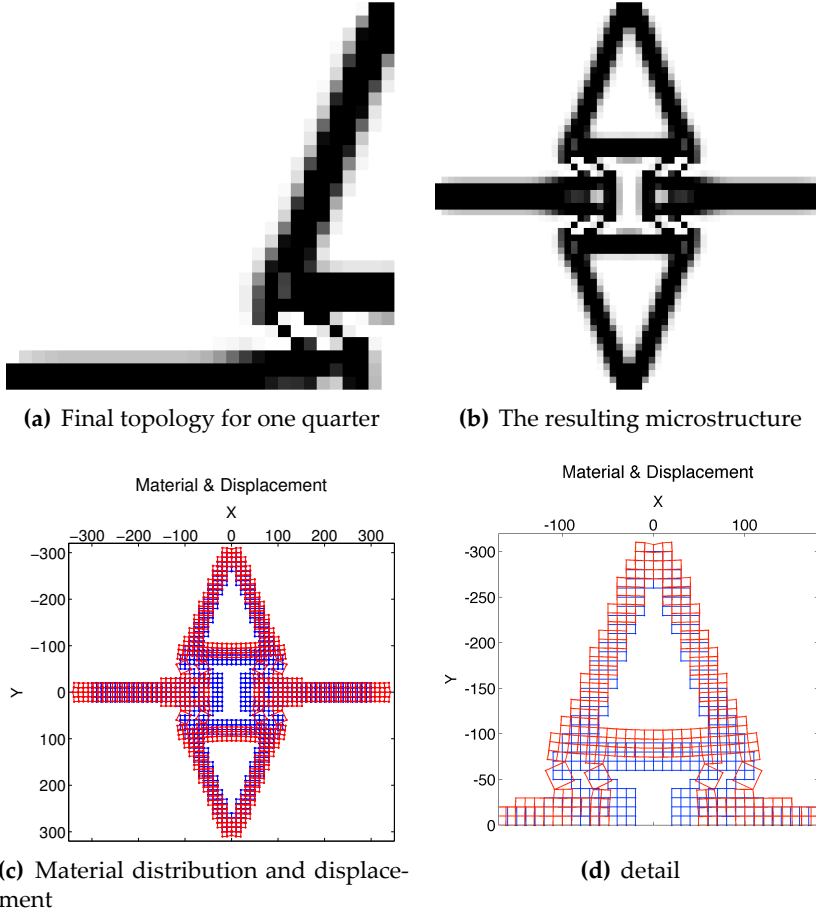 (a) Final topology for one quarter
(b) The resulting microstructure
Material & Displacement
X
−300 −200 −100 0 100 200 300
−300
−200
−100
0
100
200
300
Y
(c) Material distribution and displace-
ment
Material & Displacement
X
-100 0 100
-300
-250
-200
-150
-100
-50
0
Y
(d) detail